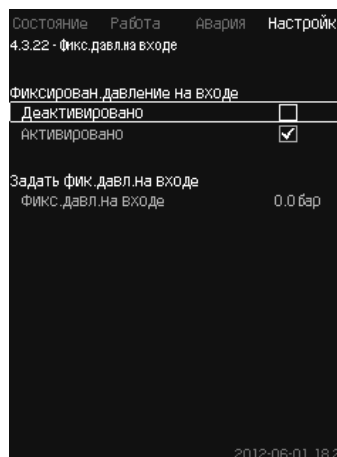 Состояние Работа Авария Настройк
4.3.22 - Фикс.давл.на входе
Фиксирован.давление на входе
Деактивировано
Активировано
Задать фик.давл.на входе
Фикс.давл.на входе 0.0 бар
2012-06-01 18:2